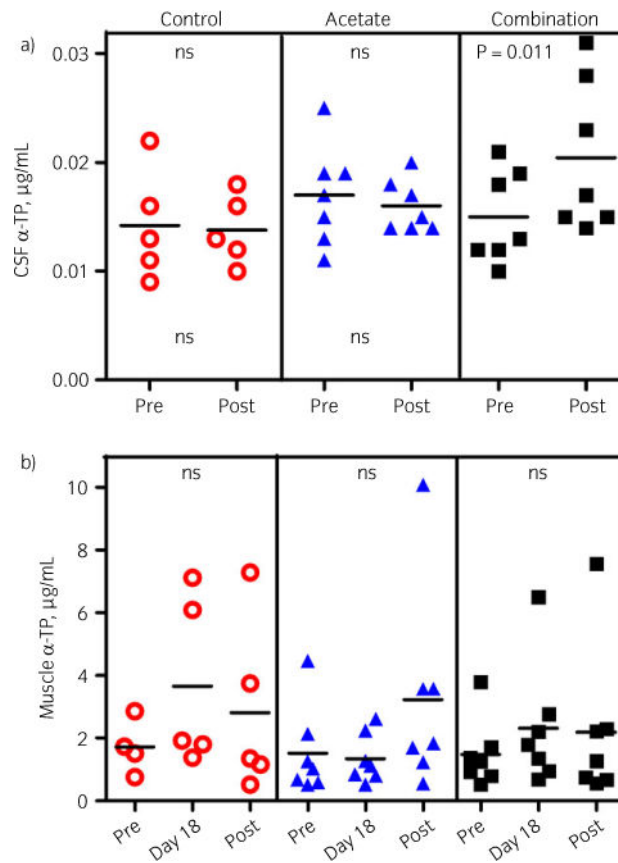 Control Acetate Combination
a)
ns ns P = 0.011
0.03
0.02
0.01
0.00
CSF α-TP, µg/mL
ns ns
Pre Post Pre Post Pre Post
b)
ns ns ns
10
8
6
4
2
0
Muscle α-TP, µg/mL
Pre Day 18 Post Pre Day 18 Post Pre Day 18 Post